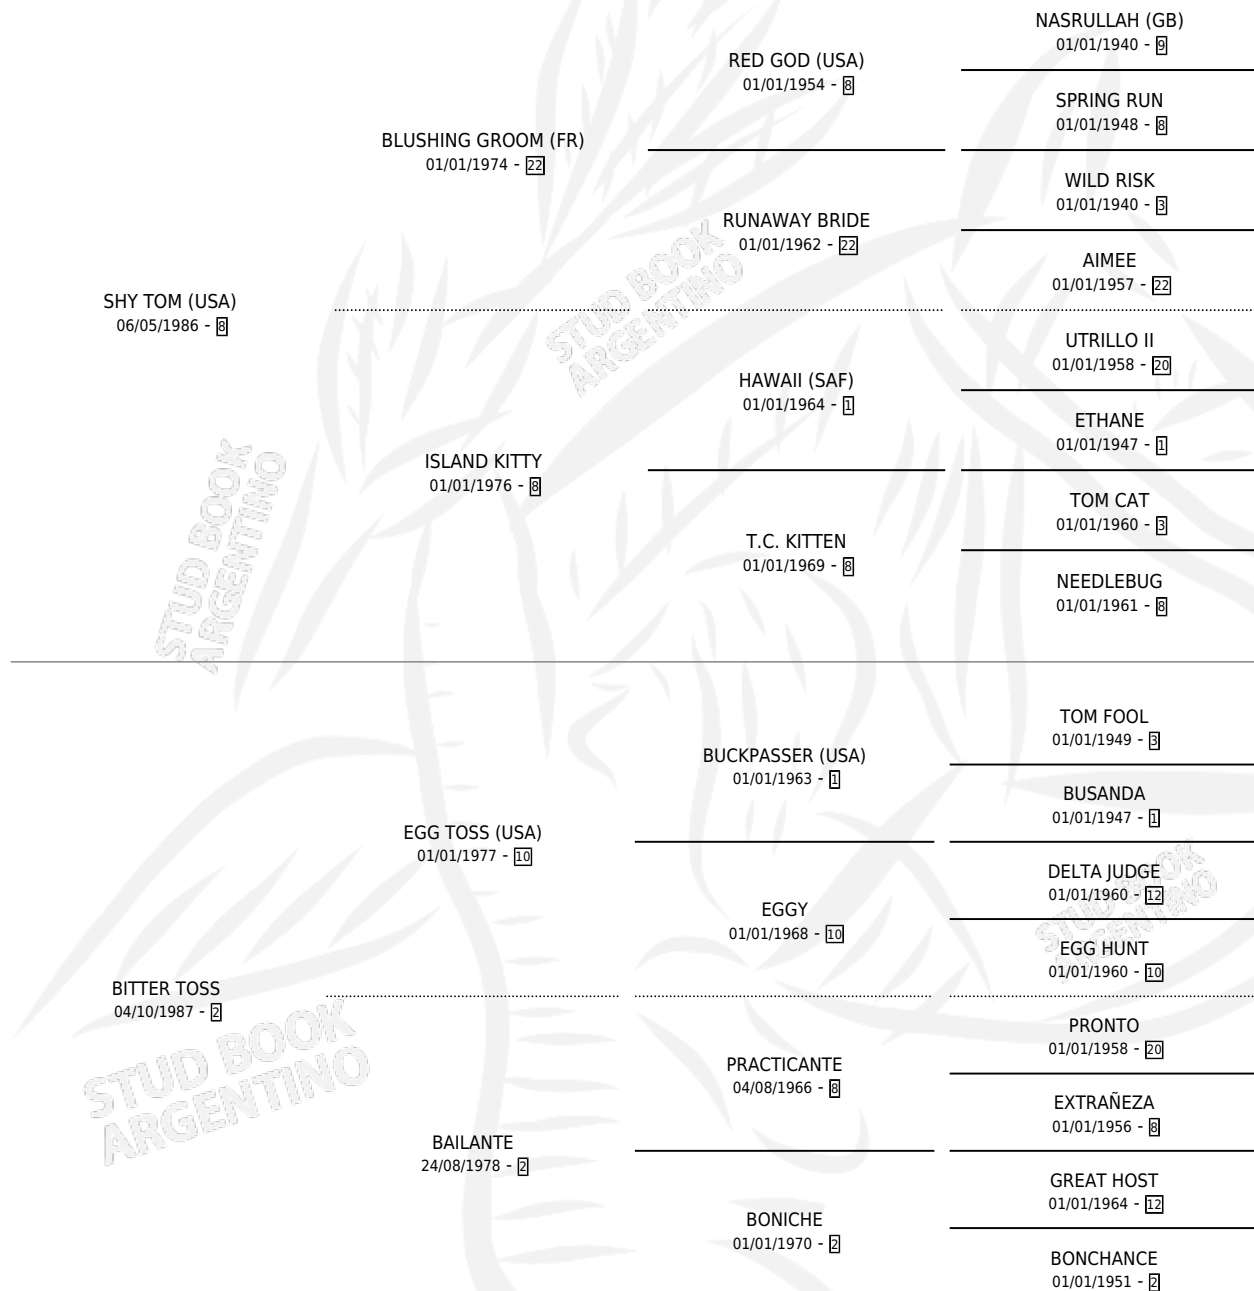 NASRULLAH (GB)
01/01/1940 - 9
RED GOD (USA)
01/01/1954 - 8
SPRING RUN
01/01/1948 - 8
BLUSHING GROOM (FR)
01/01/1974 - 22
WILD RISK
01/01/1940 - 3
RUNAWAY BRIDE
01/01/1962 - 22
AIMEE
01/01/1957 - 22
SHY TOM (USA)
06/05/1986 - 8
UTRILLO II
01/01/1958 - 20
HAWAII (SAF)
01/01/1964 - 1
ETHANE
01/01/1947 - 1
ISLAND KITTY
01/01/1976 - 8
TOM CAT
01/01/1960 - 3
T.C. KITTEN
01/01/1969 - 8
NEEDLEBUG
01/01/1961 - 8
TOM FOOL
01/01/1949 - 3
BUCKPASSER (USA)
01/01/1963 - 1
BUSANDA
01/01/1947 - 1
EGG TOSS (USA)
01/01/1977 - 10
DELTA JUDGE
01/01/1960 - 12
EGGY
01/01/1968 - 10
EGG HUNT
01/01/1960 - 10
BITTER TOSS
04/10/1987 - 2
PRONTO
01/01/1958 - 20
PRACTICANTE
04/08/1966 - 8
EXTRAÑEZA
01/01/1956 - 8
BAILANTE
24/08/1978 - 2
GREAT HOST
01/01/1964 - 12
BONICHE
01/01/1970 - 2
BONCHANCE
01/01/1951 - 2
STUD BOOK
ARGENTINO
STUD BOOK
ARGENTINO
STUD BOOK
ARGENTINO
STUD BOOK
ARGENTINO